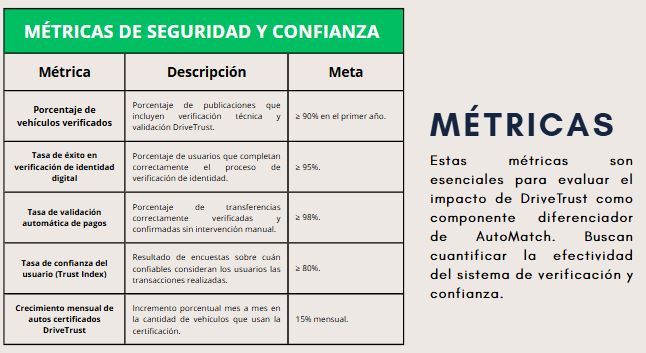 MÉTRICAS DE SEGURIDAD Y CONFIANZA
Métrica
Descripción
Meta
Porcentaje de
vehículos verificados
Porcentaje de publicaciones que
incluyen verificación técnica y
validación DriveTrust.
≥ 90% en el primer año.
Tasa de éxito en
verificación de identidad
digital
Porcentaje de usuarios que completan
correctamente el proceso de
verificación de identidad.
≥ 95%.
Tasa de validación
automática de pagos
Porcentaje de transferencias
correctamente verificadas y
confirmadas sin intervención manual.
≥ 98%.
Tasa de confianza del
usuario (Trust Index)
Resultado de encuestas sobre cuán
confiables consideran los usuarios las
transacciones realizadas.
≥ 80%.
Crecimiento mensual de
autos certificados
DriveTrust
Incremento porcentual mes a mes en
la cantidad de vehículos que usan la
certificación.
15% mensual.
MÉTRICAS
Estas métricas son
esenciales para evaluar el
impacto de DriveTrust como
componente diferenciador
de AutoMatch. Buscan
cuantificar la efectividad
del sistema de verificación y
confianza.